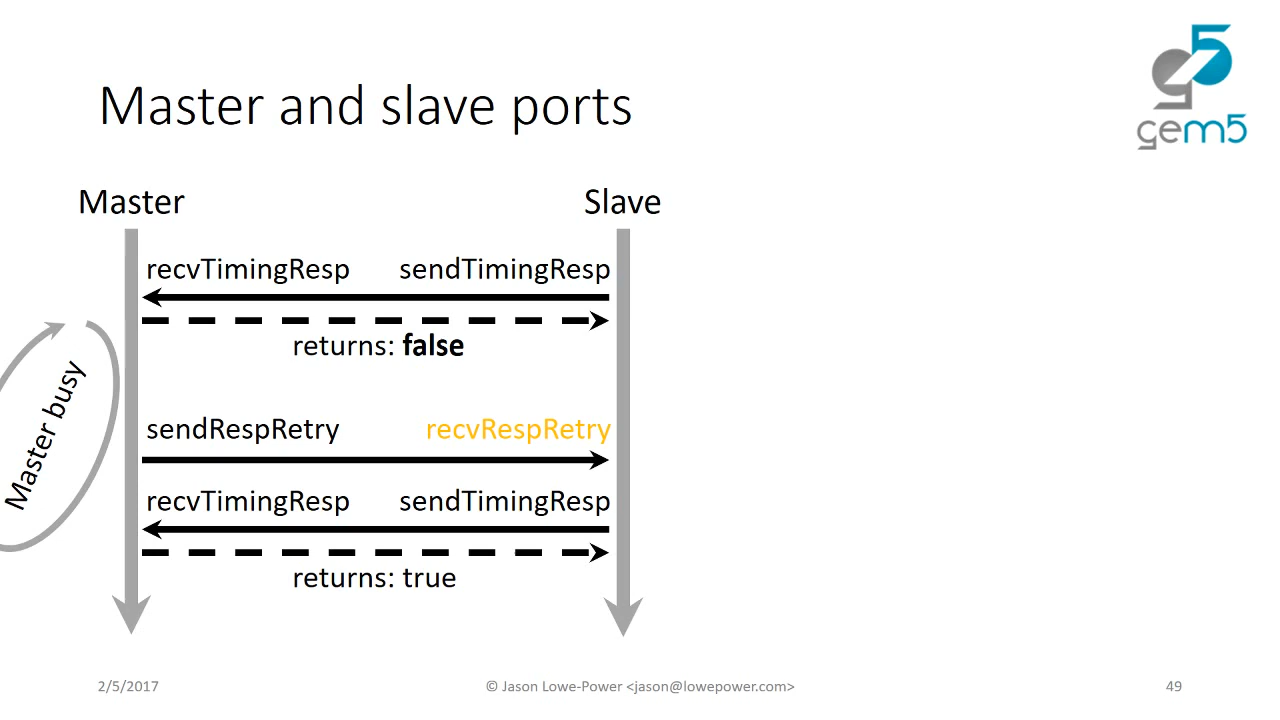 Master and slave ports
gem5
Master
Slave
recvTimingResp
sendTimingResp
returns: false
Master busy
sendRespRetry
recvRespRetry
recvTimingResp
sendTimingResp
returns: true
2/5/2017
© Jason Lowe-Power <jason@lowepower.com>
49